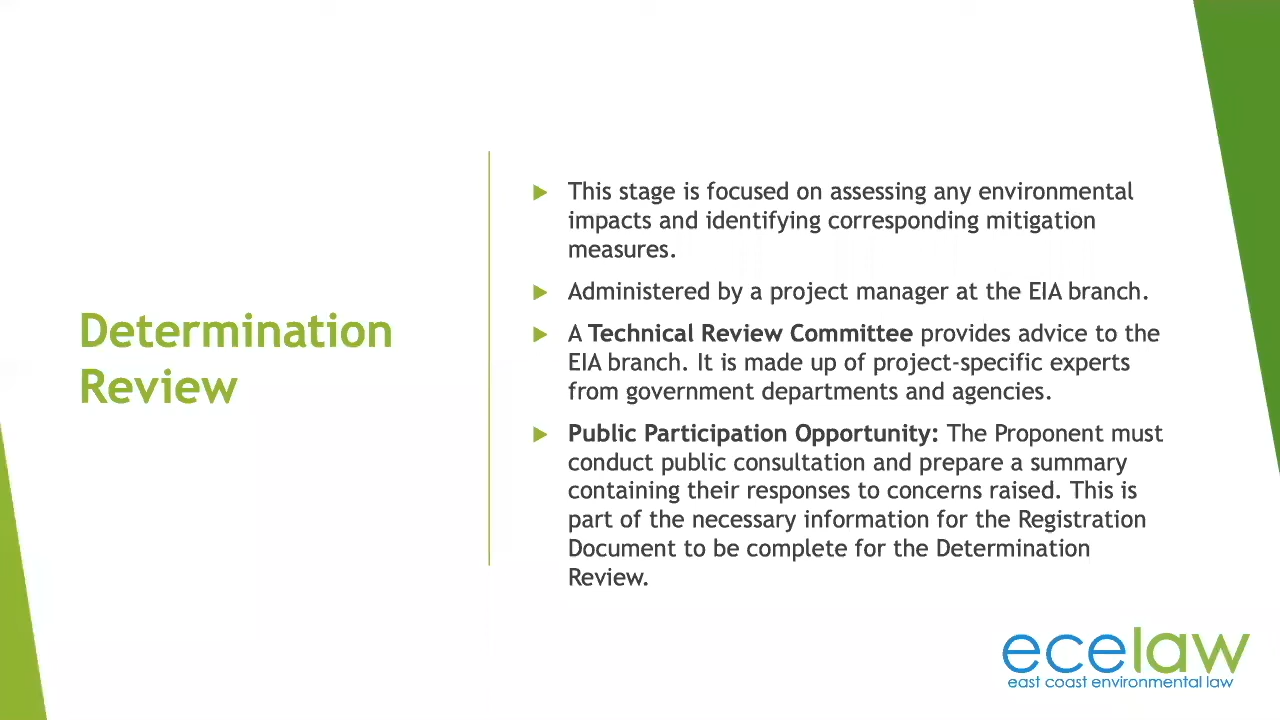 Determination
Review
▶ This stage is focused on assessing any environmental
impacts and identifying corresponding mitigation
measures.
▶ Administered by a project manager at the EIA branch.
▶ A Technical Review Committee provides advice to the
EIA branch. It is made up of project-specific experts
from government departments and agencies.
▶ Public Participation Opportunity: The Proponent must
conduct public consultation and prepare a summary
containing their responses to concerns raised. This is
part of the necessary information for the Registration
Document to be complete for the Determination
Review.
ecelaw
east coast environmental law